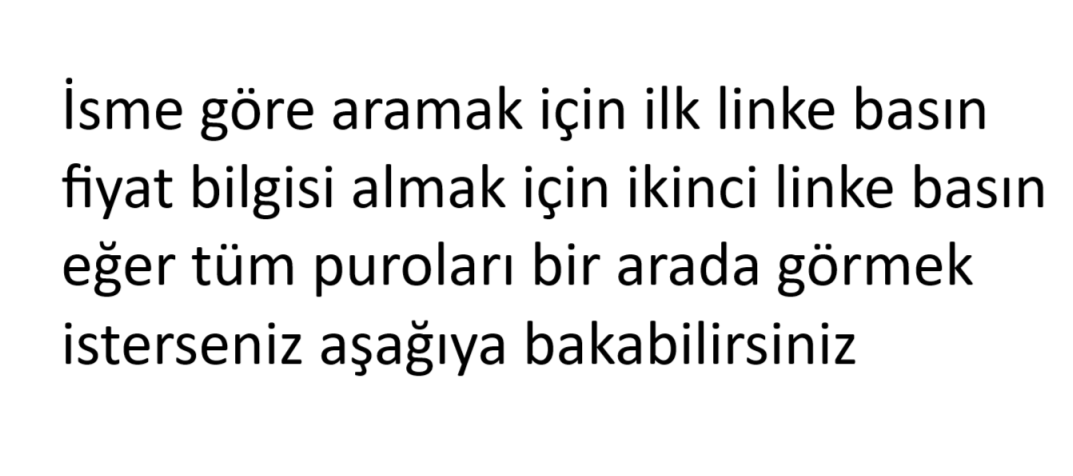 İsme göre aramak için ilk linke basın
fiyat bilgisi almak için ikinci linke basın
eğer tüm puroları bir arada görmek
isterseniz aşağıya bakabilirsiniz